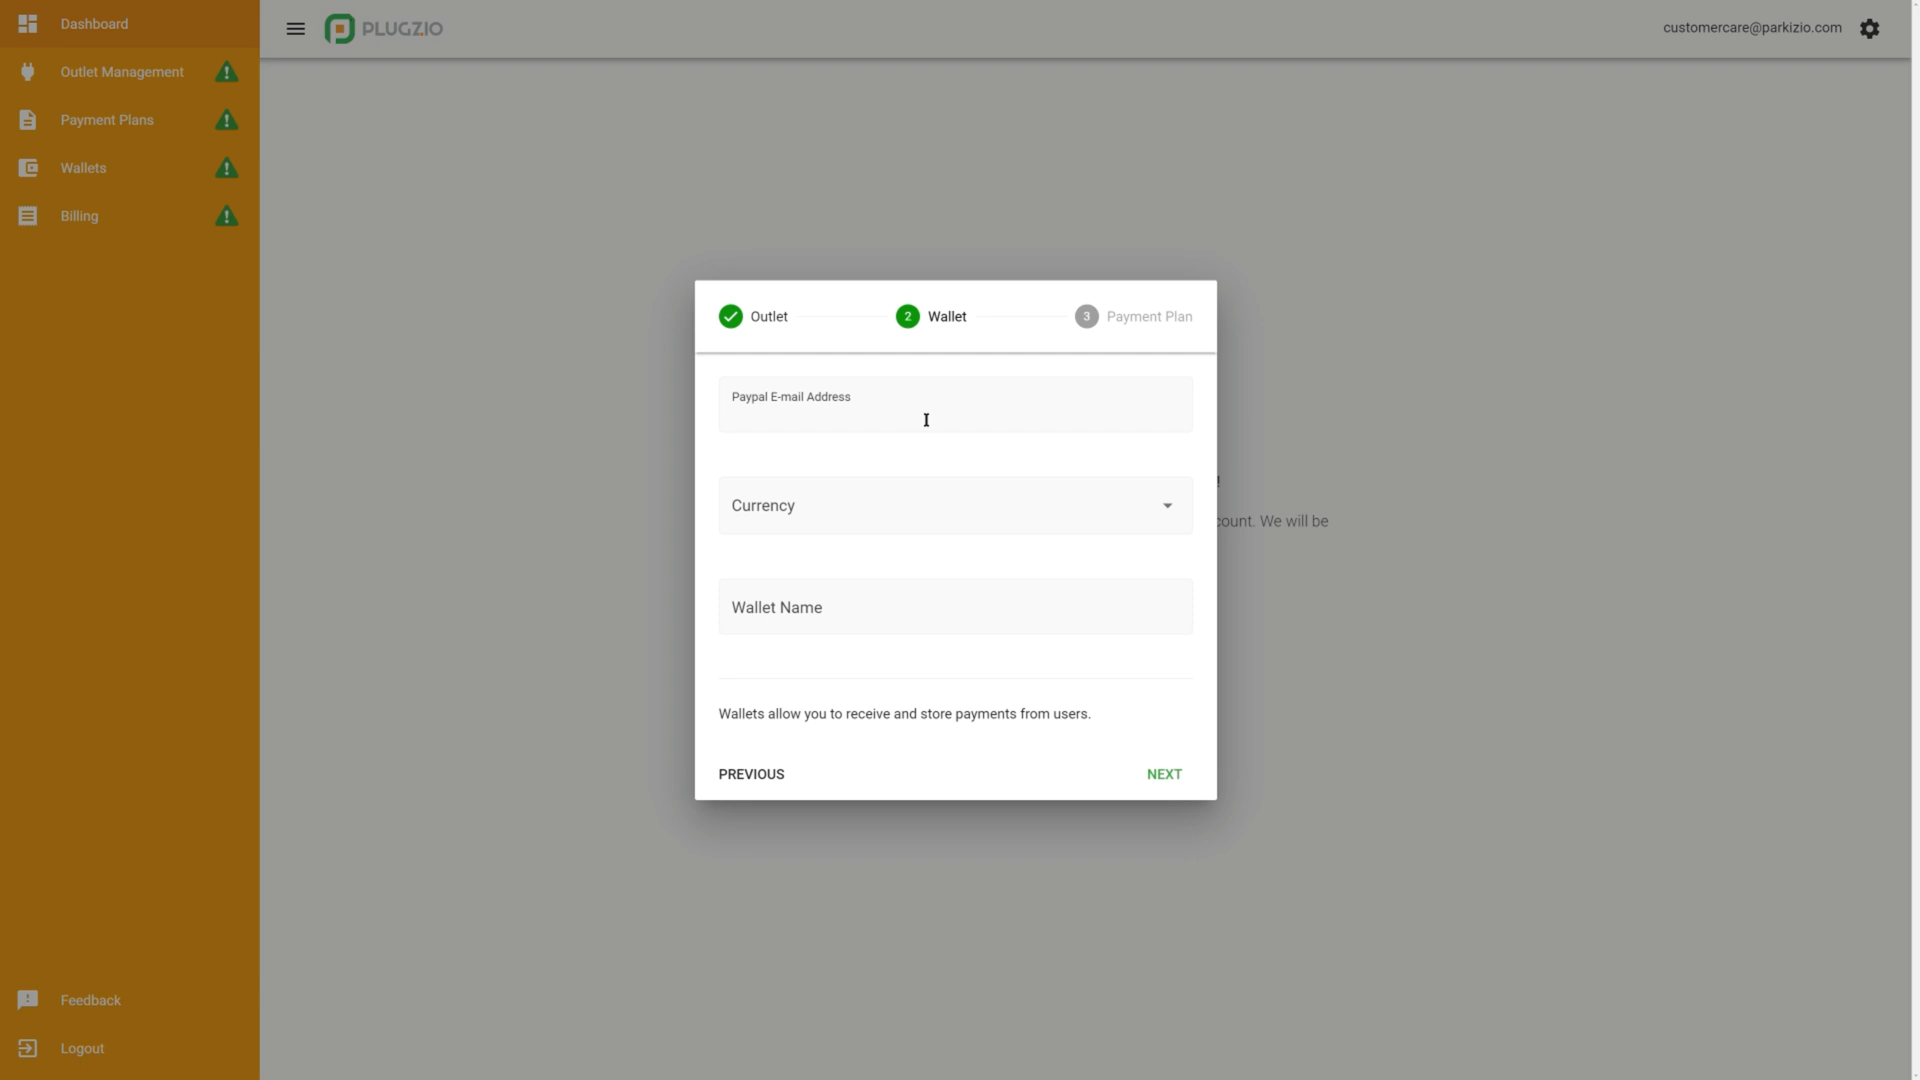 Dashboard
Outlet Management
Payment Plans
Wallets
Billing
Feedback
Logout
PLUGZIO
customercare@parkizio.com
Outlet
2 Wallet
3 Payment Plan
Paypal E-mail Address
Currency
Wallet Name
Wallets allow you to receive and store payments from users.
PREVIOUS
NEXT
!
count. We will be